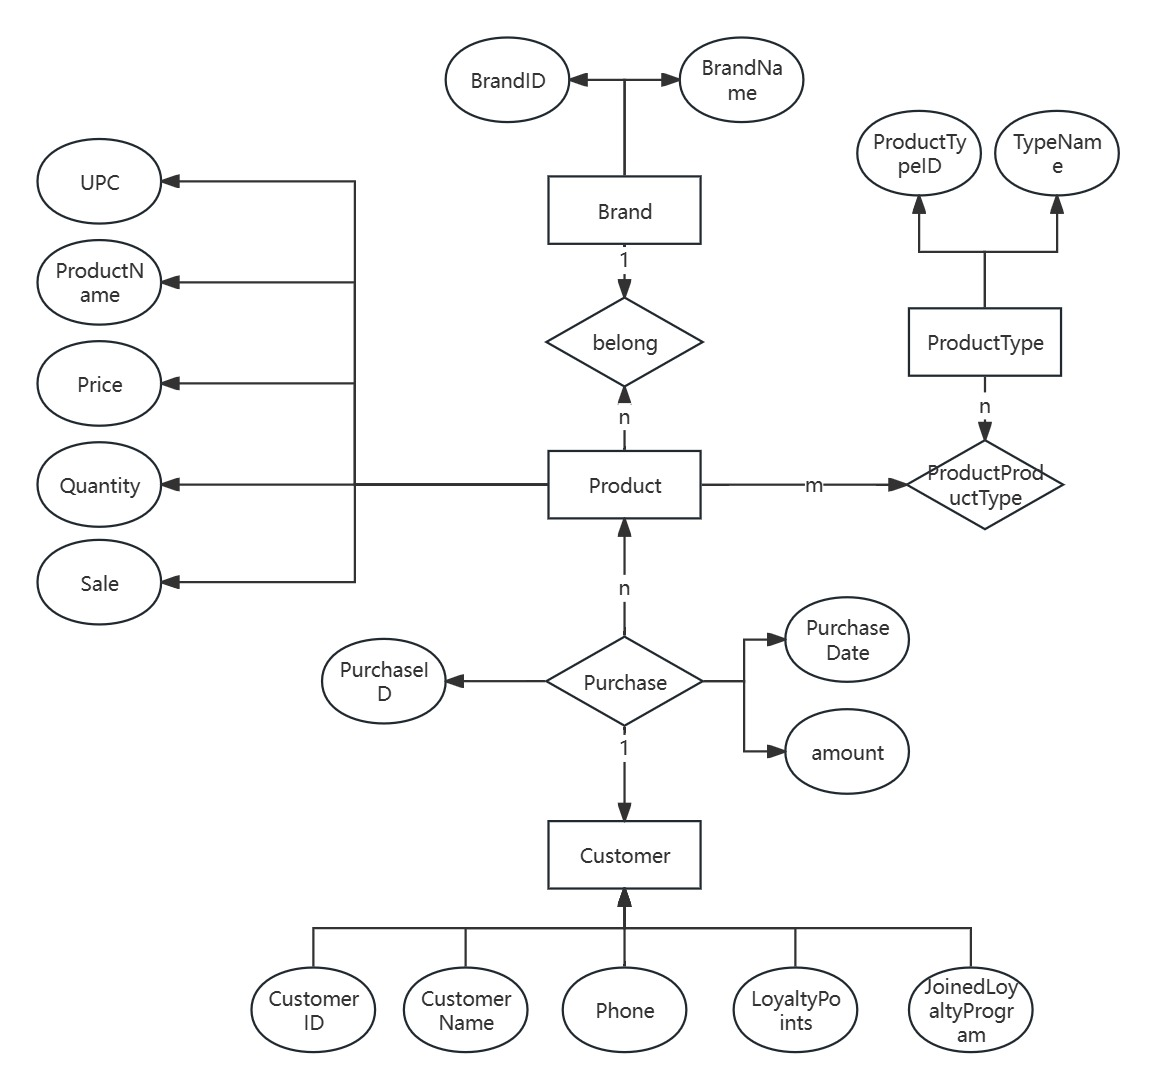 BrandID
BrandNa
me
ProductTy
peID
TypeNam
e
UPC
Brand
1
ProductN
ame
belong
ProductType
Price
n
n
Quantity
Product
m
ProductProd
uctType
Sale
n
Purchase
Date
PurchaseI
D
Purchase
1
amount
Customer
Customer
ID
Customer
Name
Phone
LoyaltyPo
ints
JoinedLoy
altyProgr
am